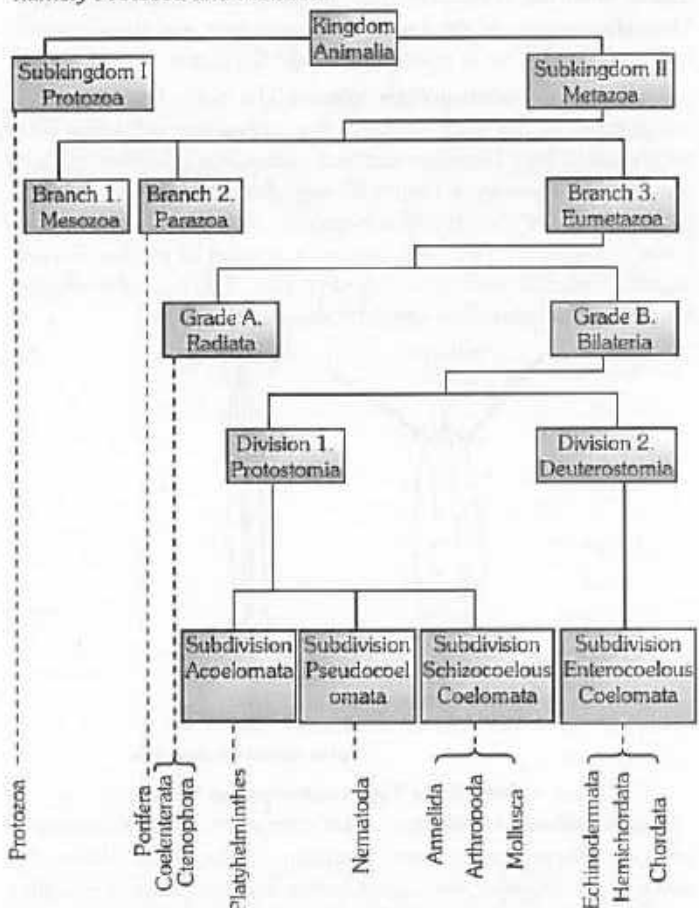 Kingdom
Animalia
Subkingdom I
Protozoa
Subkingdom II
Metazoa
Branch 1.
Mesozoa
Branch 2.
Parazoa
Branch 3.
Eumetazoa
Grade A.
Radiata
Grade B.
Bilateria
Division 1.
Protostomia
Division 2.
Deuterostomia
Subdivision
Acoelomata
Subdivision
Pseudocoel
omata
Subdivision
Schizocoelous
Coelomata
Subdivision
Enterocoelous
Coelomata
Protozoa
Porifera
Coelenterata
Ctenophora
Platyhelminthes
Nematoda
Annelida
Arthropoda
Mollusca
Echinodermata
Hemichordata
Chordata